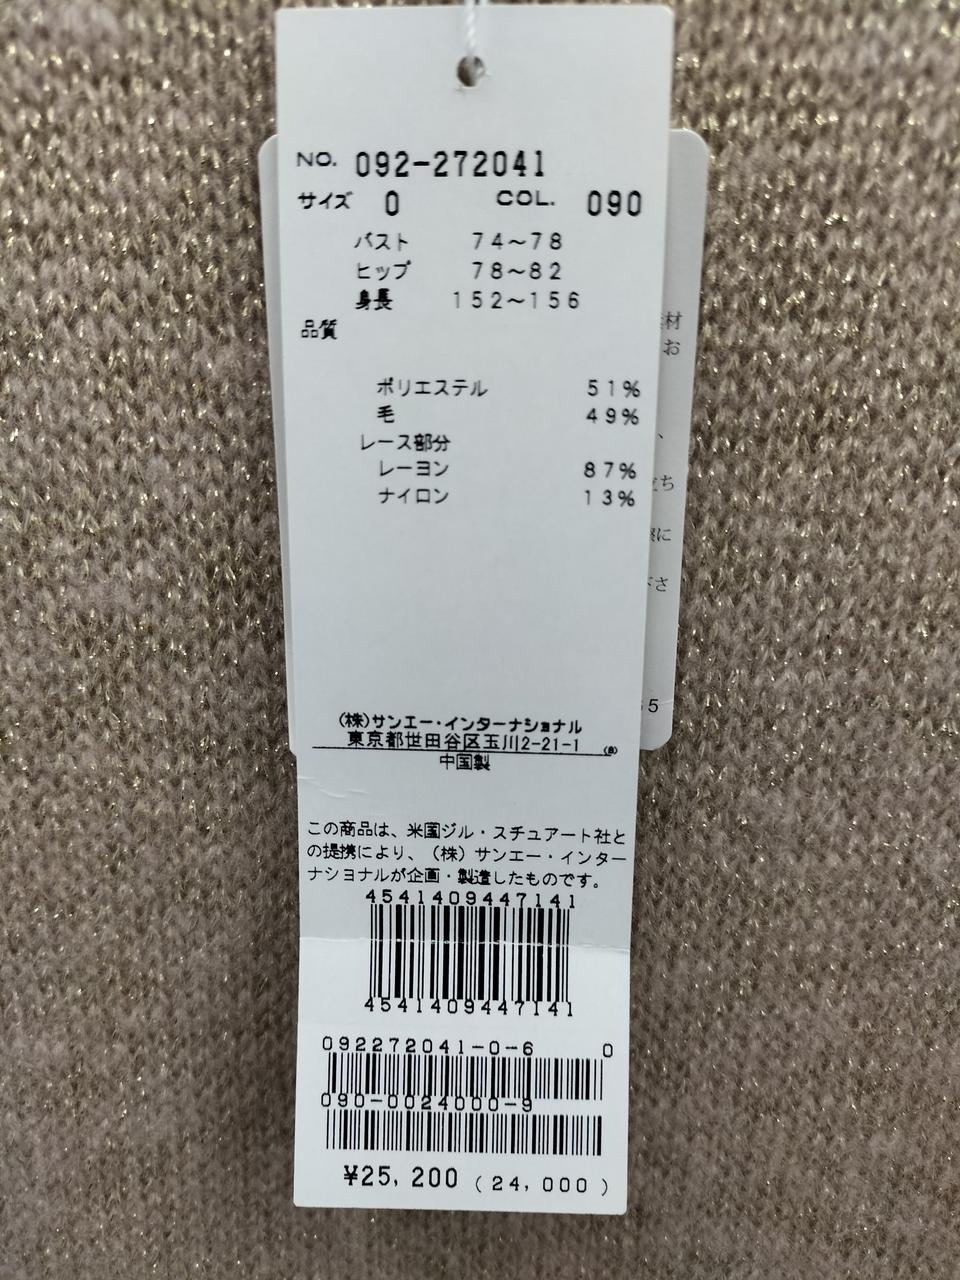 NO. 092-272041
サイズ 0 COL. 090
バスト 74～78
ヒップ 78～82
身長 152～156
品質
ポリエステル 51%
毛 49%
レース部分
レーヨン 87%
ナイロン 13%
(株)サンエー・インターナショナル
東京都世田谷区玉川2-21-1
中国製
この商品は、米国ジル・スチュアート社と
の提携により、(株)サンエー・インター
ナショナルが企画・製造したものです。
4541409447141
4541409447141
092272041-0-6 0
090-0024000-9
¥25,200 (24,000)
材
お
、
ち
に
さ
5